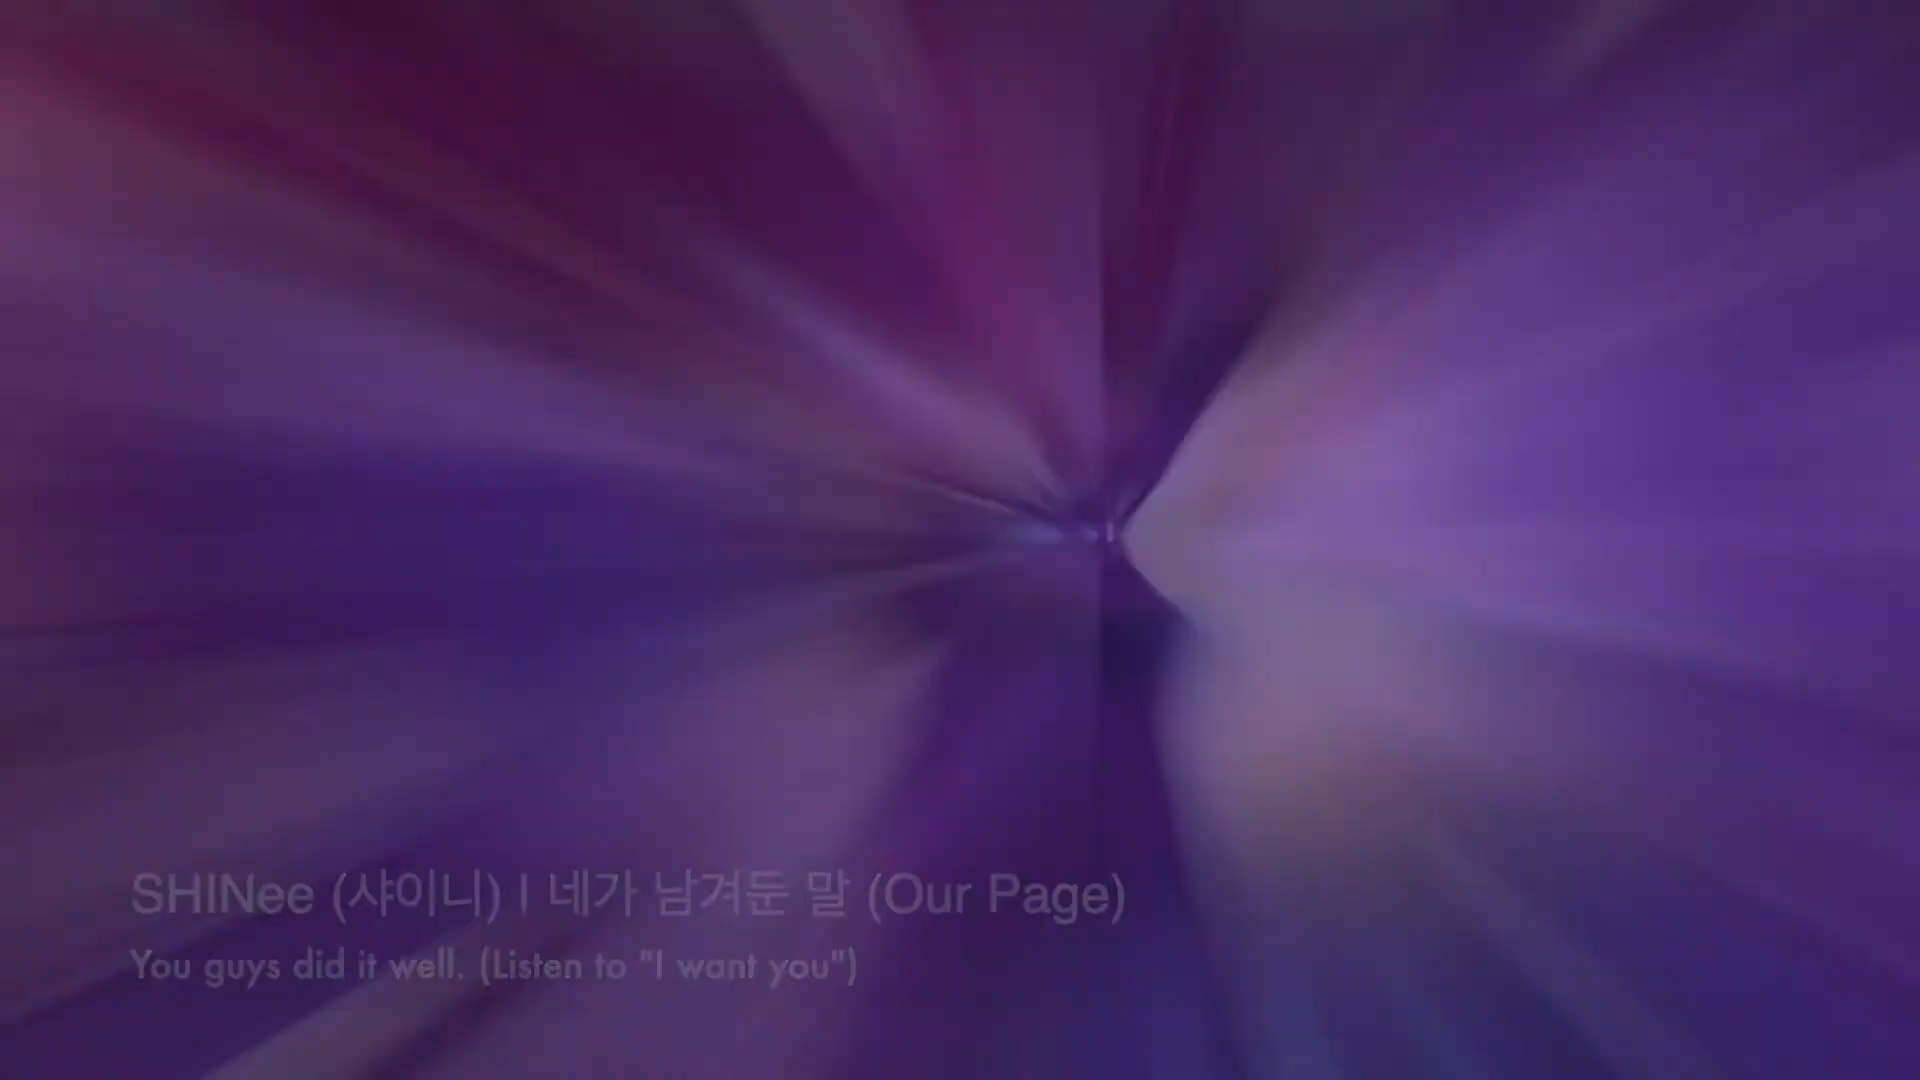 SHINee (샤이니) | 네가 남겨둔 말 (Our Page)
You guys did it well. (Listen to "I want you")